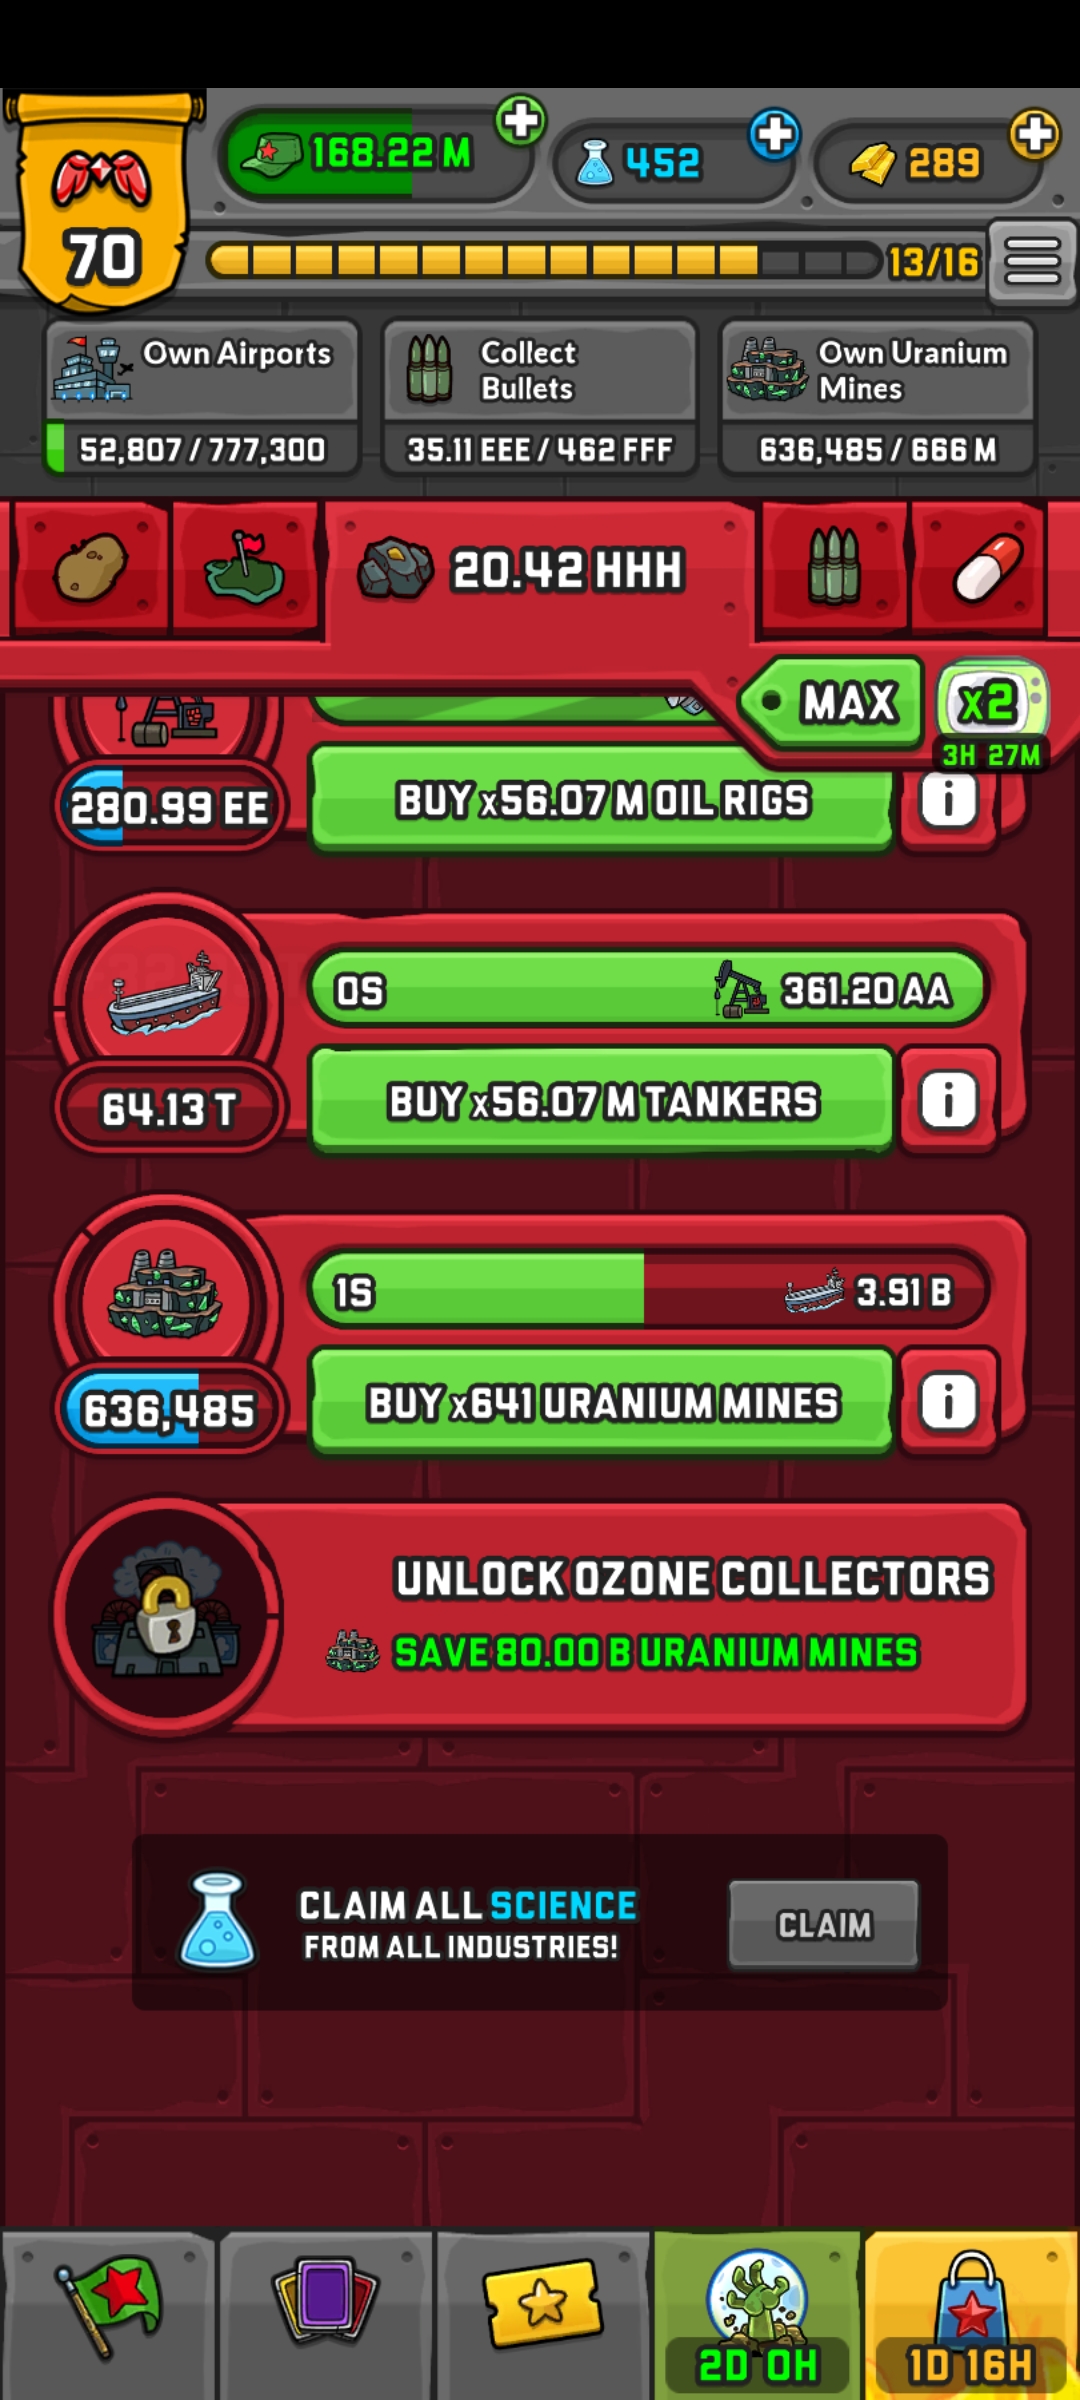 168.22 M
452
289
70
13/16
Own Airports
52,807 / 777,300
Collect
Bullets
35.11 EEE / 462 FFF
Own Uranium
Mines
636,485 / 666 M
20.42 HHH
MAX
x2
3H 27M
280.99 EE
BUY x56.07 M OIL RIGS
i
0S
361.20 AA
64.13 T
BUY x56.07 M TANKERS
i
1S
3.91 B
636,485
BUY x641 URANIUM MINES
i
UNLOCK OZONE COLLECTORS
SAVE 80.00 B URANIUM MINES
CLAIM ALL SCIENCE
FROM ALL INDUSTRIES!
CLAIM
2D 0H
1D 16H